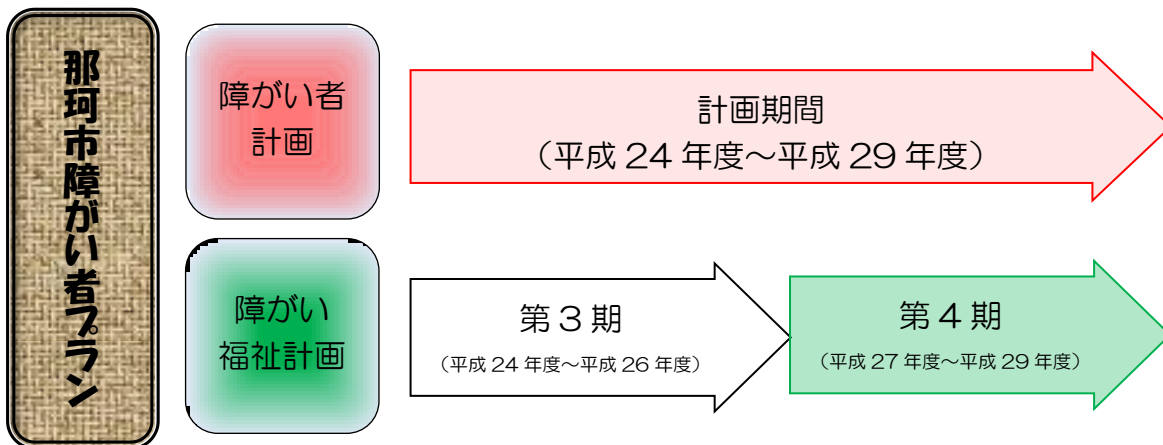 那珂市障がい者プラン
障がい者
計画
計画期間
（平成 24 年度～平成 29 年度）
障がい
福祉計画
第 3 期
（平成 24 年度～平成 26 年度）
第 4 期
（平成 27 年度～平成 29 年度）